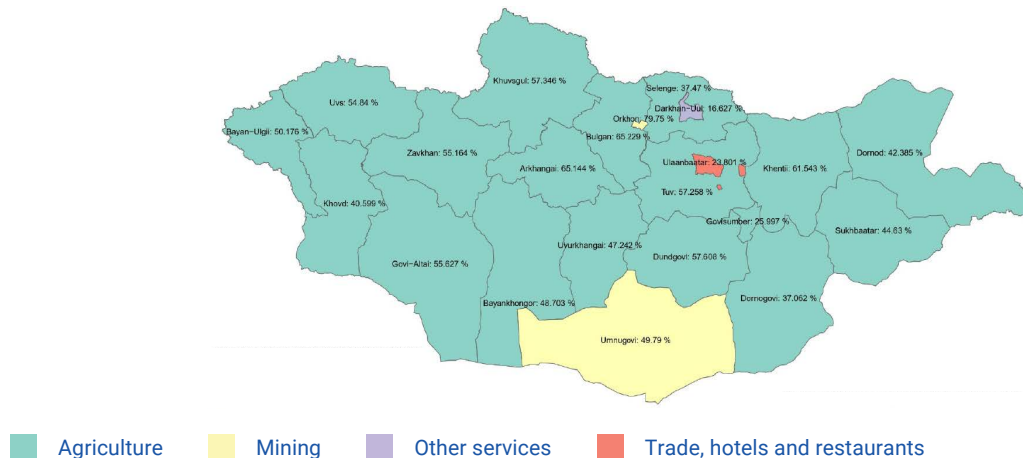 Khuvsgul: 57.346 %
Selenge: 37.47 %
Uvs: 54.84 %
Darkhan-Uul: 16.627 %
Orkhon: 79.75 %
Bayan-Ulgii: 50.176 %
Bulgan: 65.229 %
Zavkhan: 55.164 %
Dornod: 42.385 %
Ulaanbaatar: 23.801 %
Arkhangai: 65.144 %
Khentii: 61.543 %
Tuv: 57.258 %
Khovd: 40.599 %
Govisumber: 25.997 %
Sukhbaatar: 44.63 %
Uvurkhangai: 47.242 %
Dundgovi: 57.608 %
Govi-Altai: 55.627 %
Bayankhongor: 48.703 %
Dornogovi: 37.062 %
Umnugovi: 49.79 %
Agriculture
Mining
Other services
Trade, hotels and restaurants